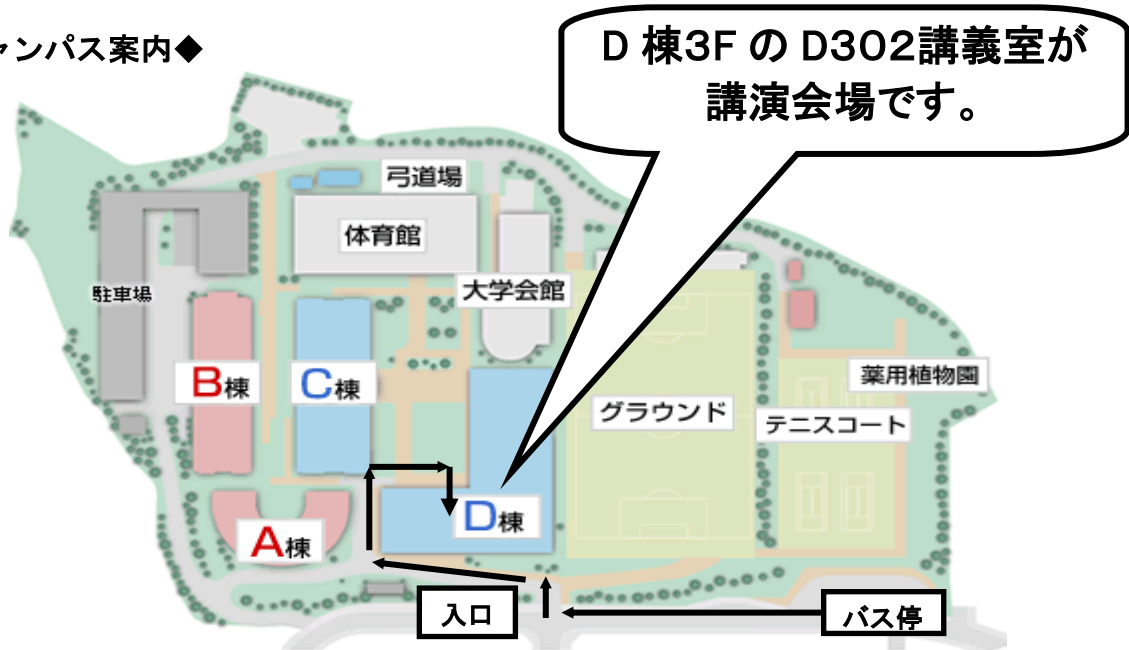 ャンパス案内◆
D 棟3F の D302講義室が
講演会場です。
弓道場
体育館
大学会館
駐車場
B棟
C棟
グラウンド
薬用植物園
テニスコート
D棟
A棟
入口
バス停